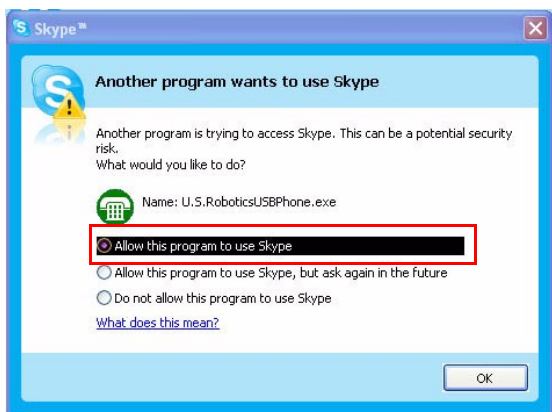 Skype™
Another program wants to use Skype
Another program is trying to access Skype. This can be a potential security
risk.
What would you like to do?
Name: U.S.RoboticsUSBPhone.exe
Allow this program to use Skype
Allow this program to use Skype, but ask again in the future
Do not allow this program to use Skype
What does this mean?
OK